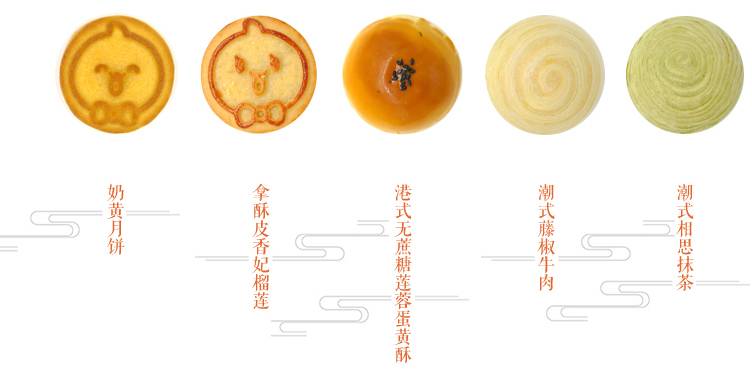 奶黄月饼
拿酥皮香妃榴莲
港式无蔗糖莲蓉蛋黄酥
潮式藤椒牛肉
潮式相思抹茶